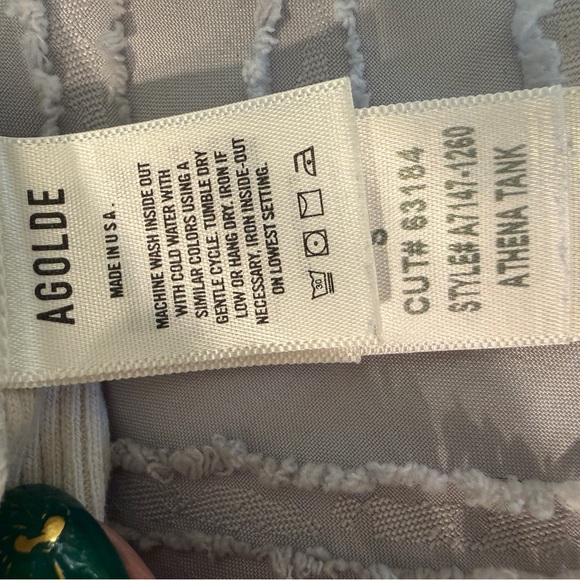 AGOLDE
MADE IN U.S.A.
MACHINE WASH INSIDE OUT
WITH COLD WATER WITH
SIMILAR COLORS USING A
GENTLE CYCLE. TUMBLE DRY
LOW OR HANG DRY. IRON IF
NECESSARY, IRON INSIDE-OUT
ON LOWEST SETTING.
30
S
CUT# 63184
STYLE# A7147-1260
ATHENA TANK